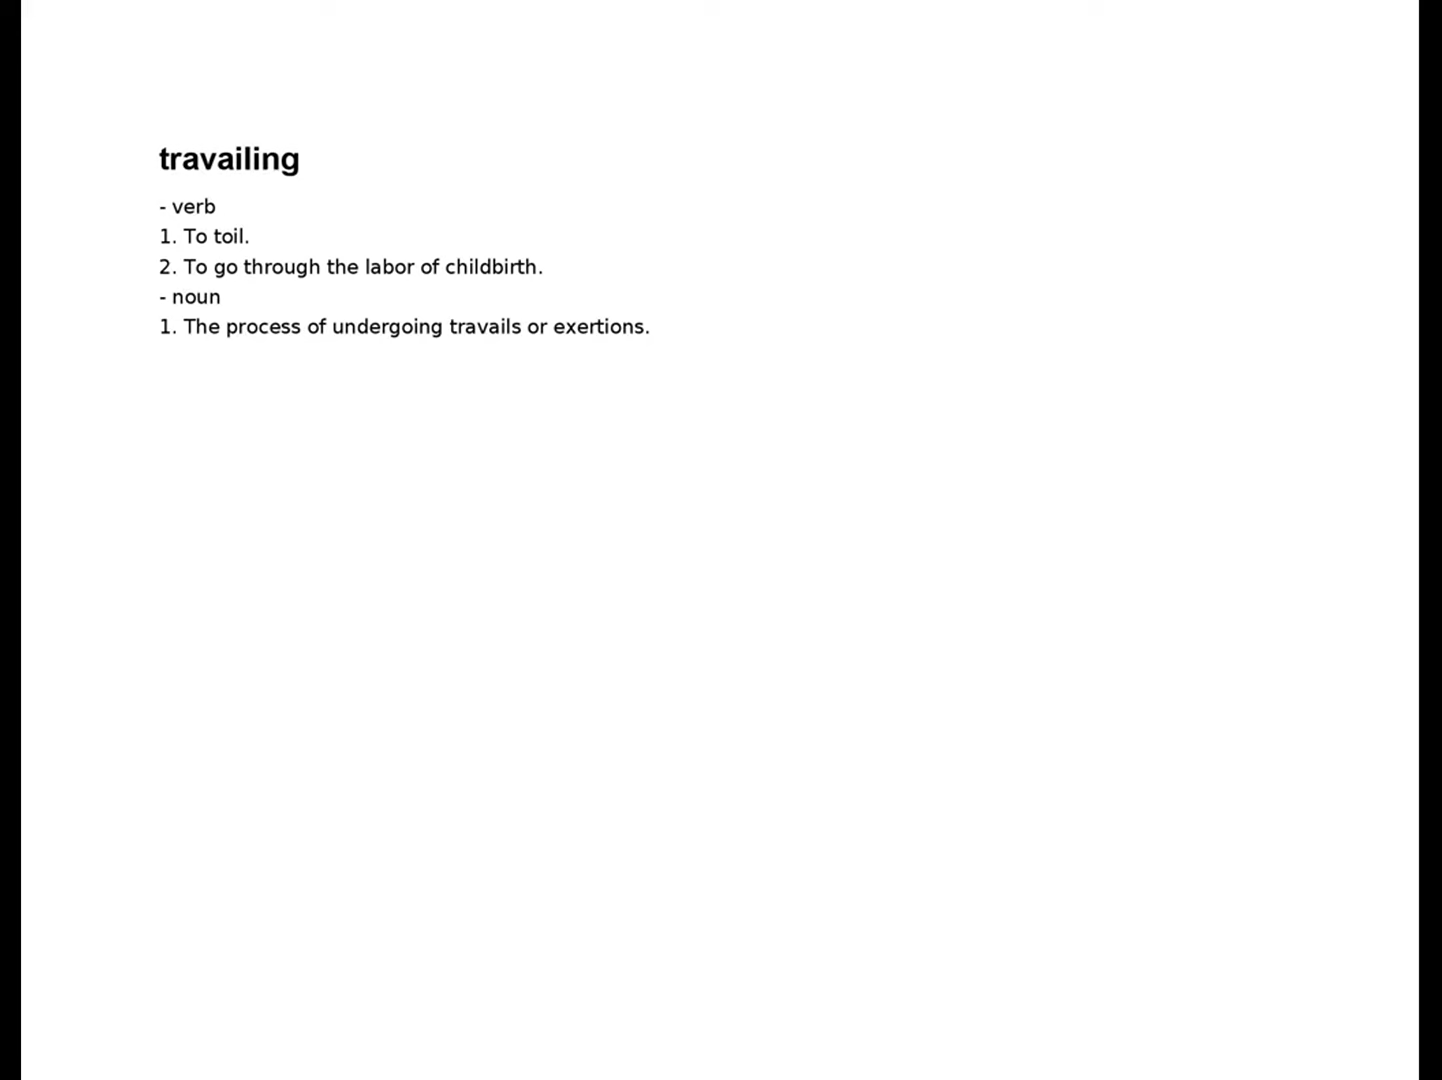 travailing
- verb
1. To toil.
2. To go through the labor of childbirth.
- noun
1. The process of undergoing travails or exertions.